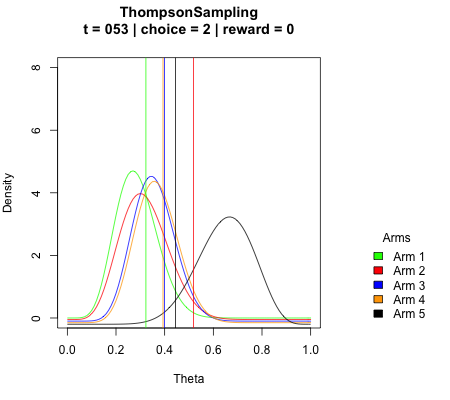 ThompsonSampling
t = 053 | choice = 2 | reward = 0
8
6
4
2
0
Density
0.0 0.2 0.4 0.6 0.8 1.0
Theta
Arms
Arm 1
Arm 2
Arm 3
Arm 4
Arm 5